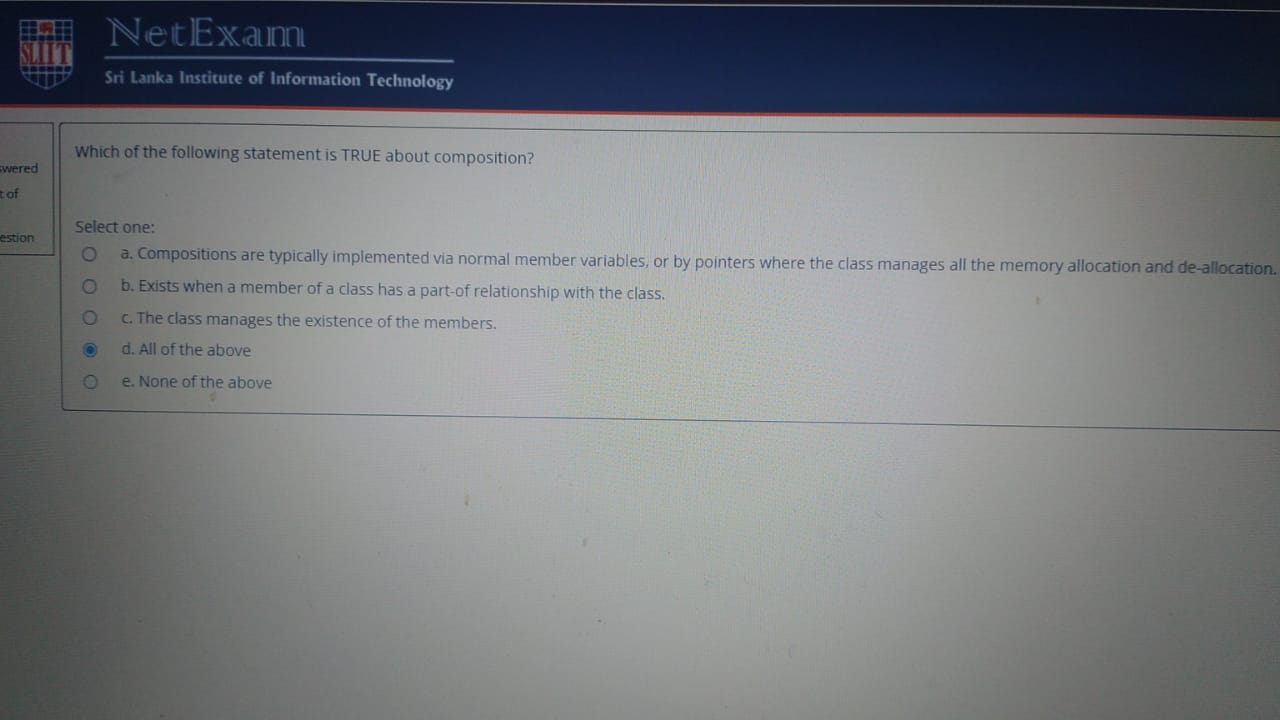 SLIIT
NetExam
Sri Lanka Institute of Information Technology
wered
t of
estion
Which of the following statement is TRUE about composition?
Select one:
a. Compositions are typically implemented via normal member variables, or by pointers where the class manages all the memory allocation and de-allocation.
b. Exists when a member of a class has a part-of relationship with the class.
c. The class manages the existence of the members.
d. All of the above
e. None of the above